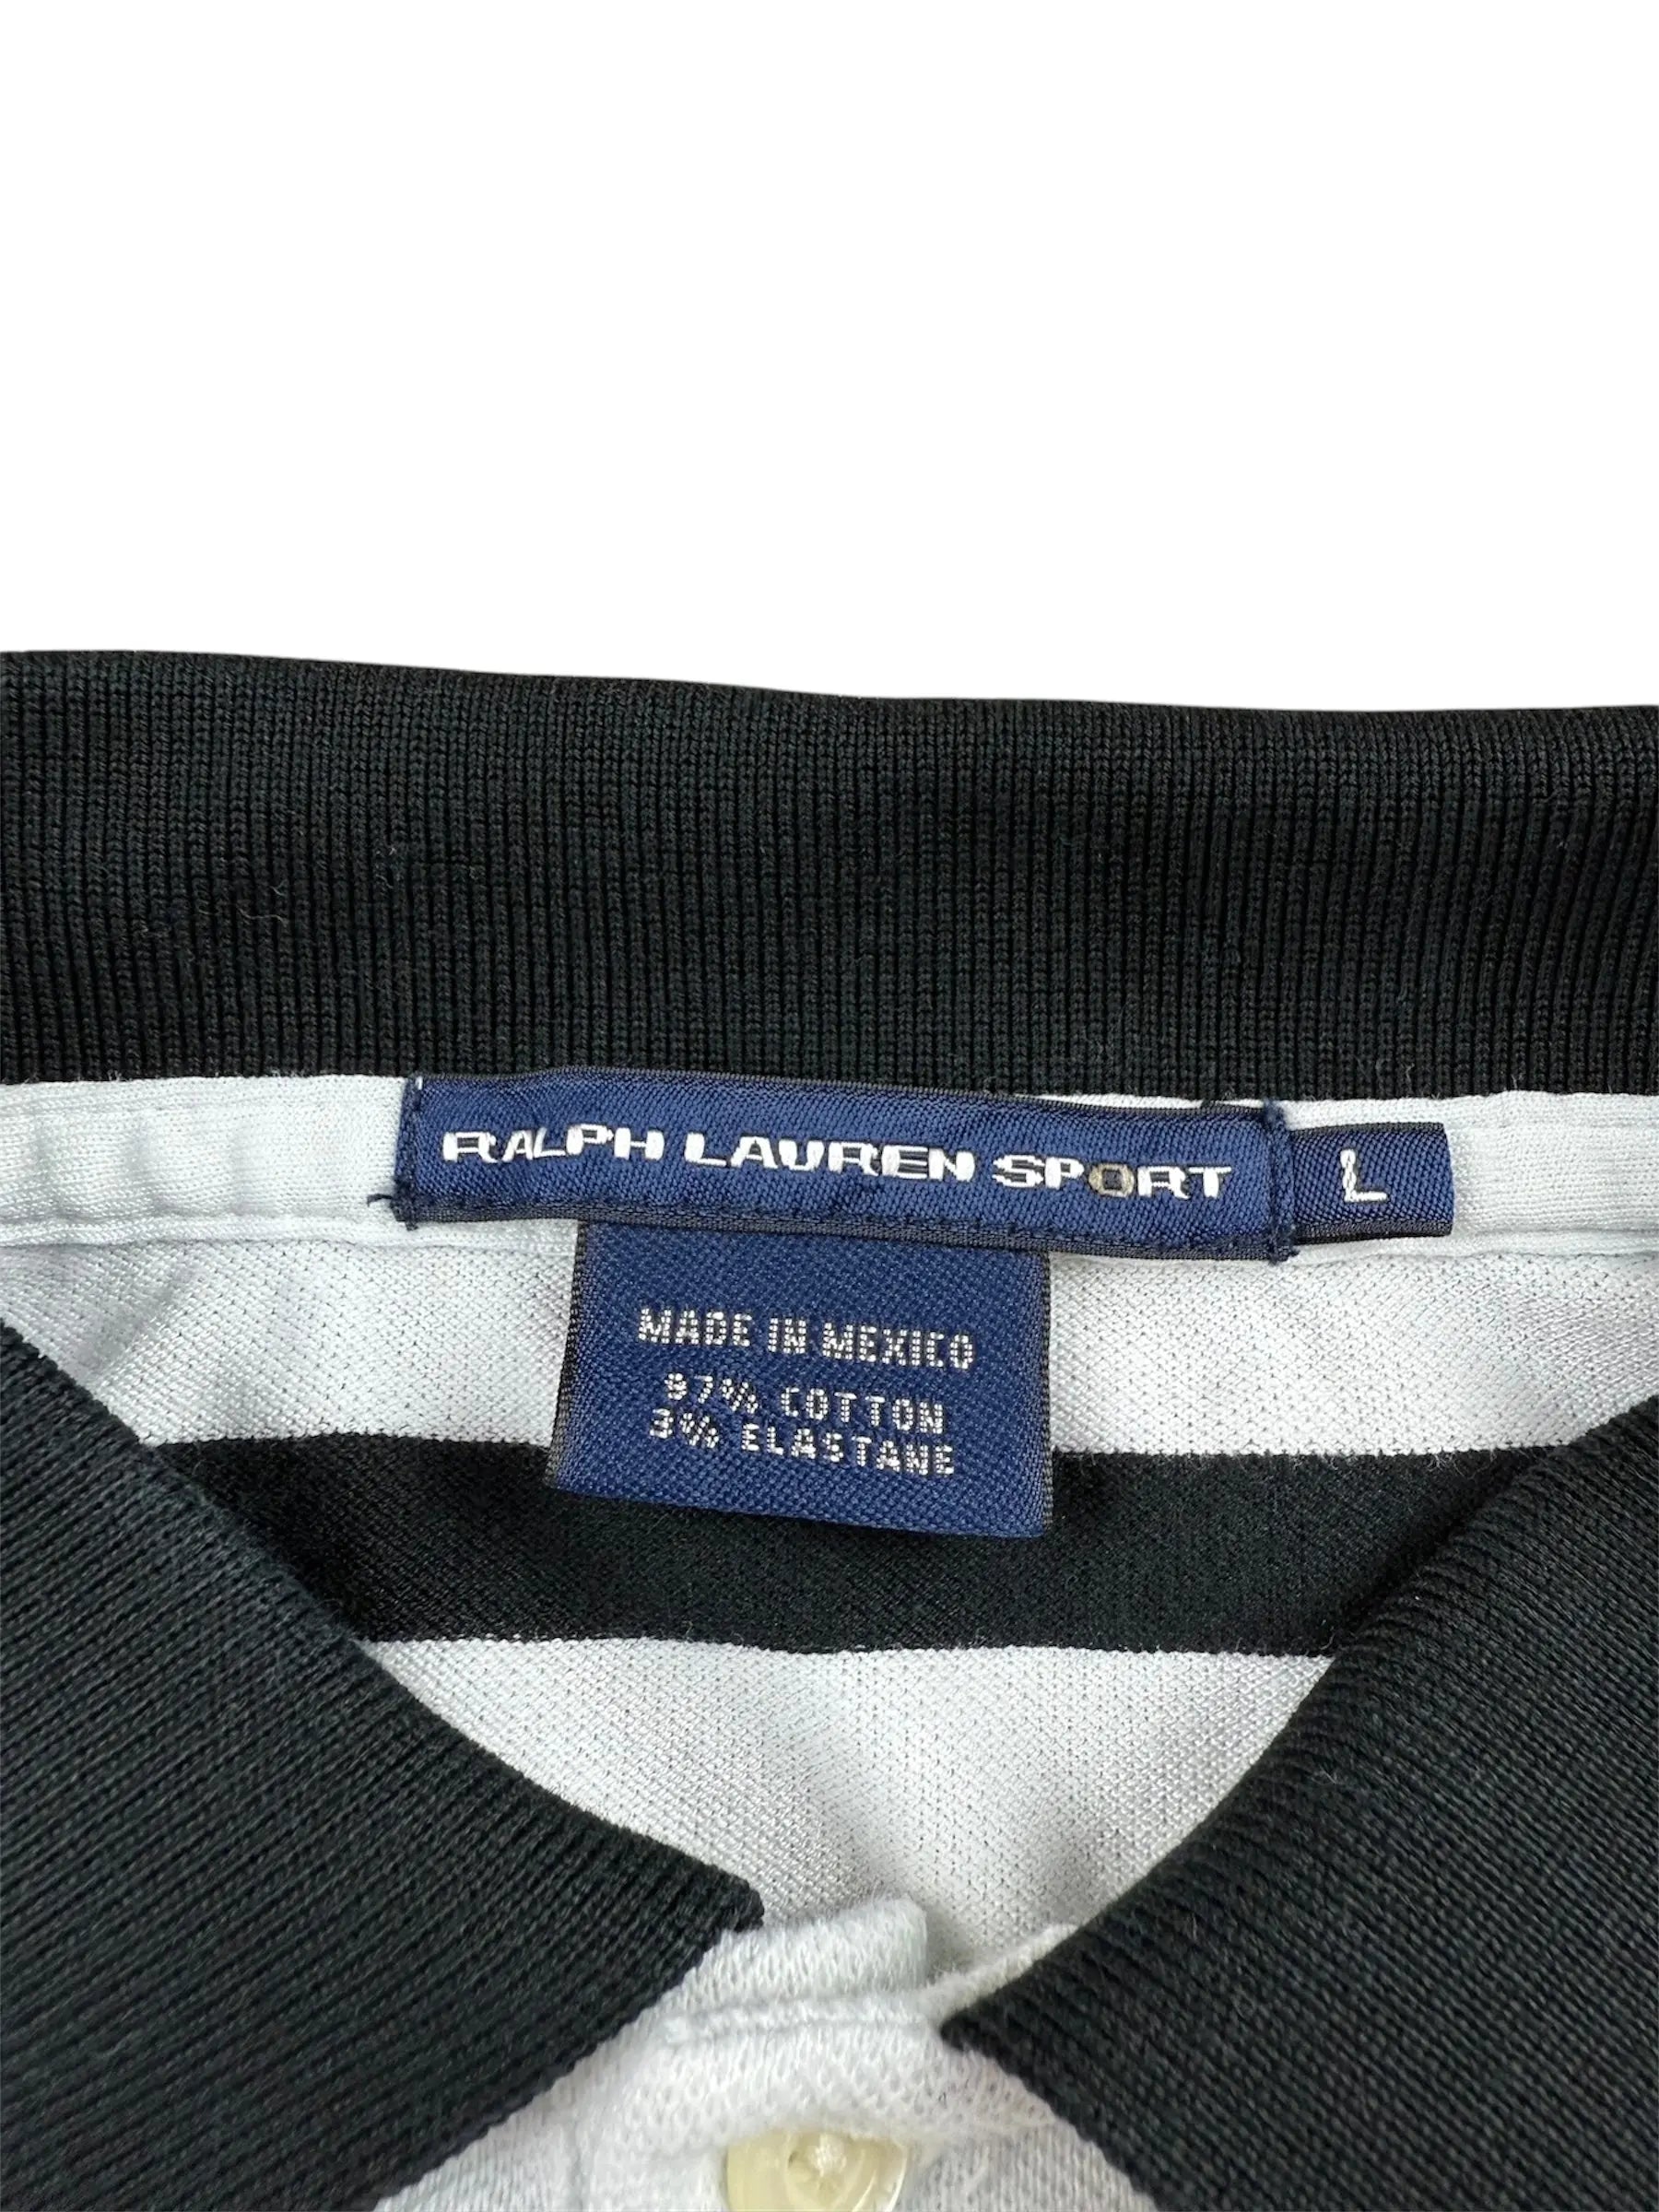 RALPH LAUREN SPORT
L
MADE IN MEXICO
97% COTTON
3% ELASTANE